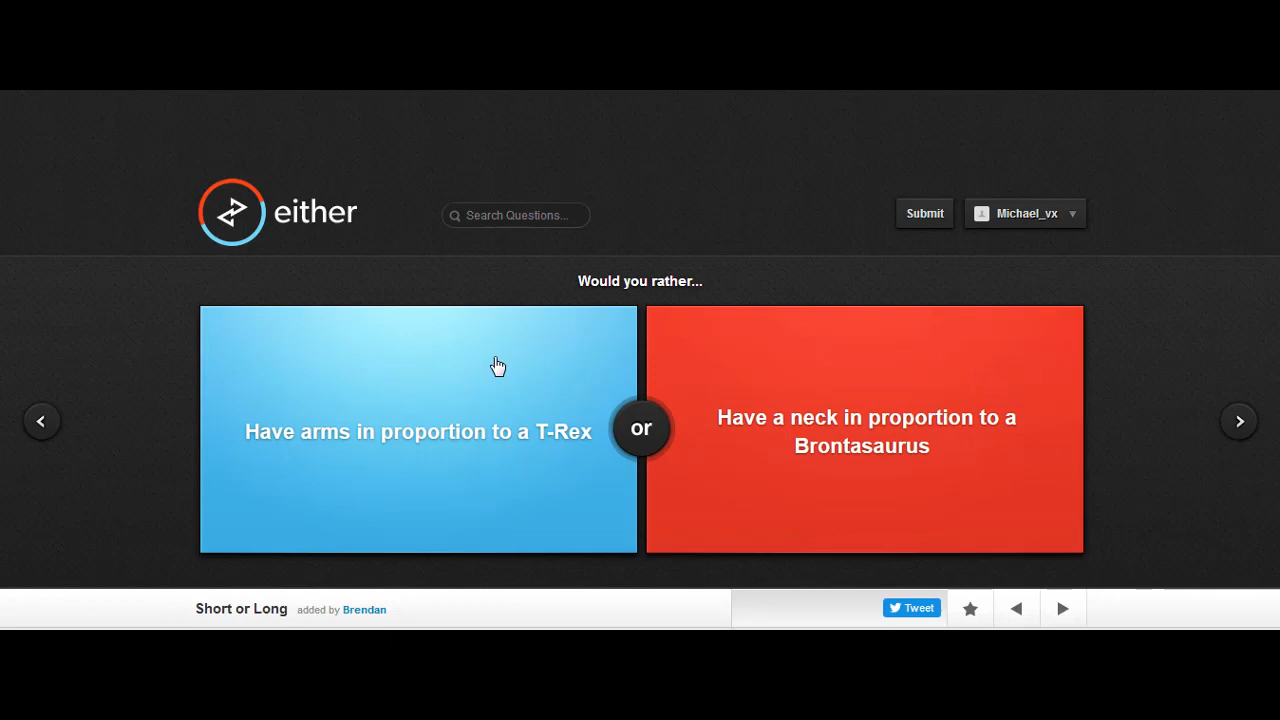 either
Search Questions...
Submit
Michael_vx
Would you rather...
Have arms in proportion to a T-Rex
or
Have a neck in proportion to a
Brontasaurus
Short or Long added by Brendan
Tweet